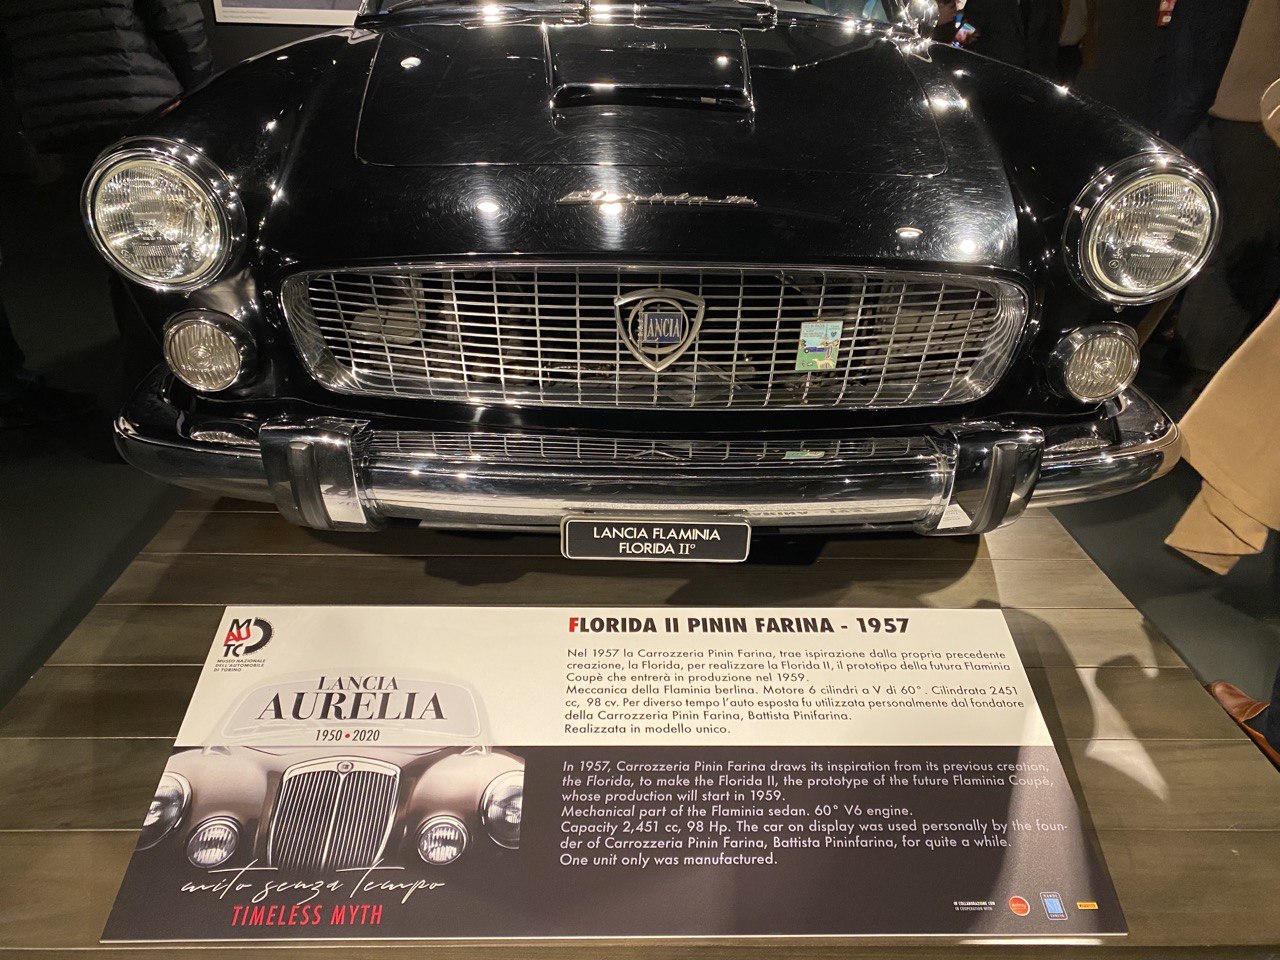 LANCIA
LANCIA FLAMINIA
FLORIDA IIº
MAUTO
MUSEO NAZIONALE
DELL'AUTOMOBILE
DI TORINO
LANCIA
AURELIA
1950 • 2020
mito senza tempo
TIMELESS MYTH
FLORIDA II PININ FARINA - 1957
Nel 1957 la Carrozzeria Pinin Farina, trae ispirazione dalla propria precedente
creazione, la Florida, per realizzare la Florida II, il prototipo della futura Flaminia
Coupè che entrerà in produzione nel 1959.
Meccanica della Flaminia berlina. Motore 6 cilindri a V di 60°. Cilindrata 2451
cc, 98 cv. Per diverso tempo l'auto esposta fu utilizzata personalmente dal fondatore
della Carrozzeria Pinin Farina, Battista Pinifarina.
Realizzata in modello unico.
In 1957, Carrozzeria Pinin Farina draws its inspiration from its previous creation,
the Florida, to make the Florida II, the prototype of the future Flaminia Coupè,
whose production will start in 1959.
Mechanical part of the Flaminia sedan. 60° V6 engine.
Capacity 2,451 cc, 98 Hp. The car on display was used personally by the foun-
der of Carrozzeria Pinin Farina, Battista Pininfarina, for quite a while.
One unit only was manufactured.
IN COLLABORAZIONE CON
IN COOPERATION WITH